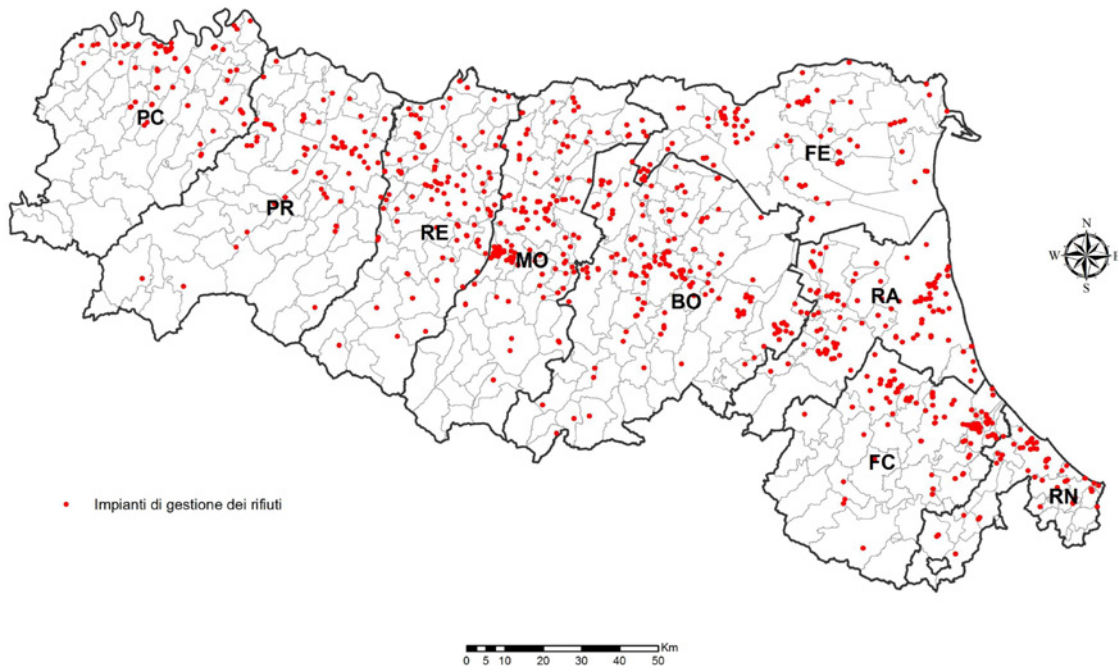 PC
FE
PR
N
RE
W E
MO
S
RA
BO
FC
RN
Impianti di gestione dei rifiuti
Km
0 5 10 20 30 40 50